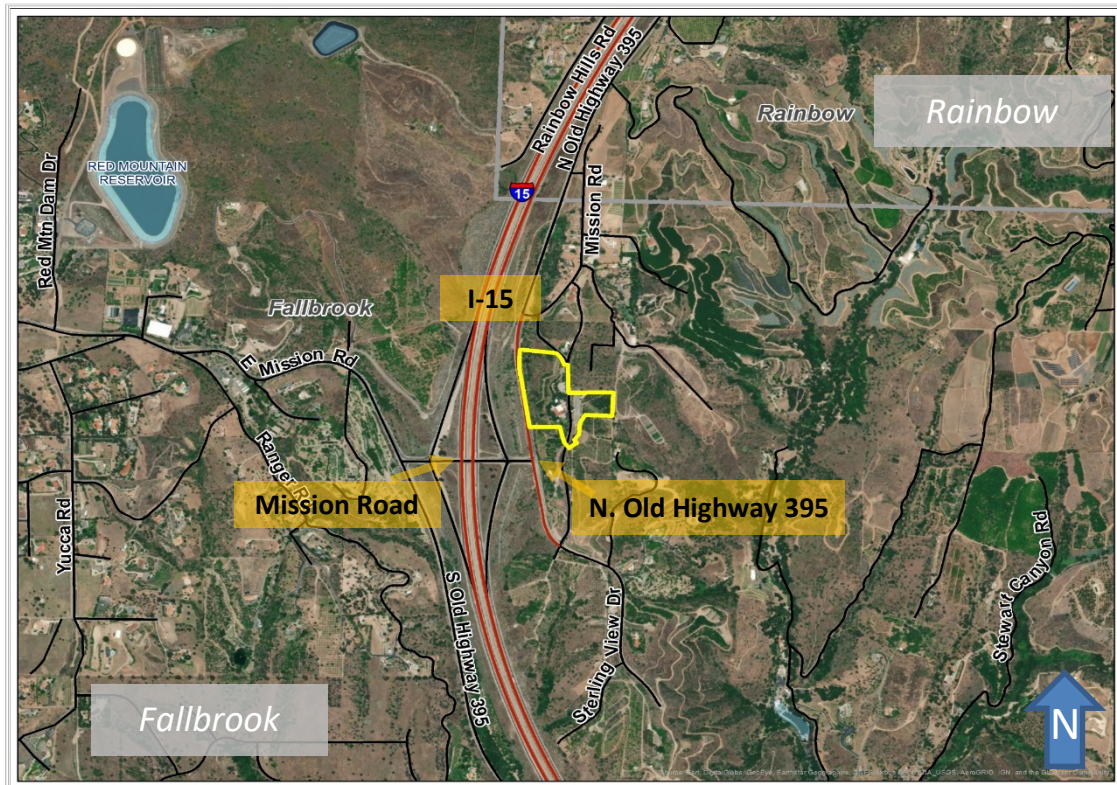 Rainbow Hills Rd
N Old Highway 395
Rainbow
Rainbow
RED MOUNTAIN
RESERVOIR
15
Red Mtn Dam Dr
Mission Rd
I-15
Fallbrook
E Mission Rd
Ranger Rd
Mission Road
N. Old Highway 395
Yucca Rd
S Old Highway 395
Sterling View Dr
Stewart Canyon Rd
Fallbrook
N